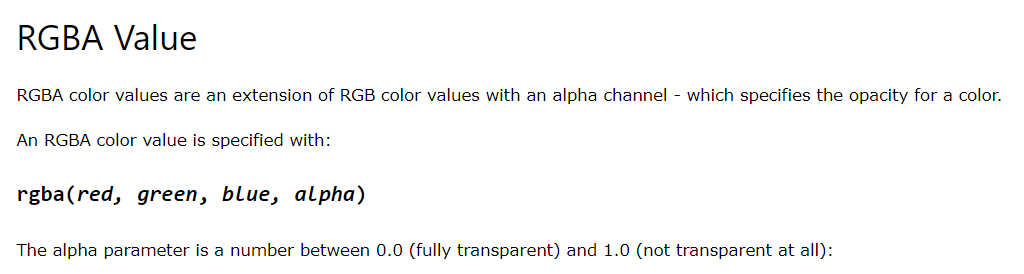 RGBA Value
RGBA color values are an extension of RGB color values with an alpha channel - which specifies the opacity for a color.
An RGBA color value is specified with:
rgba(red, green, blue, alpha)
The alpha parameter is a number between 0.0 (fully transparent) and 1.0 (not transparent at all):